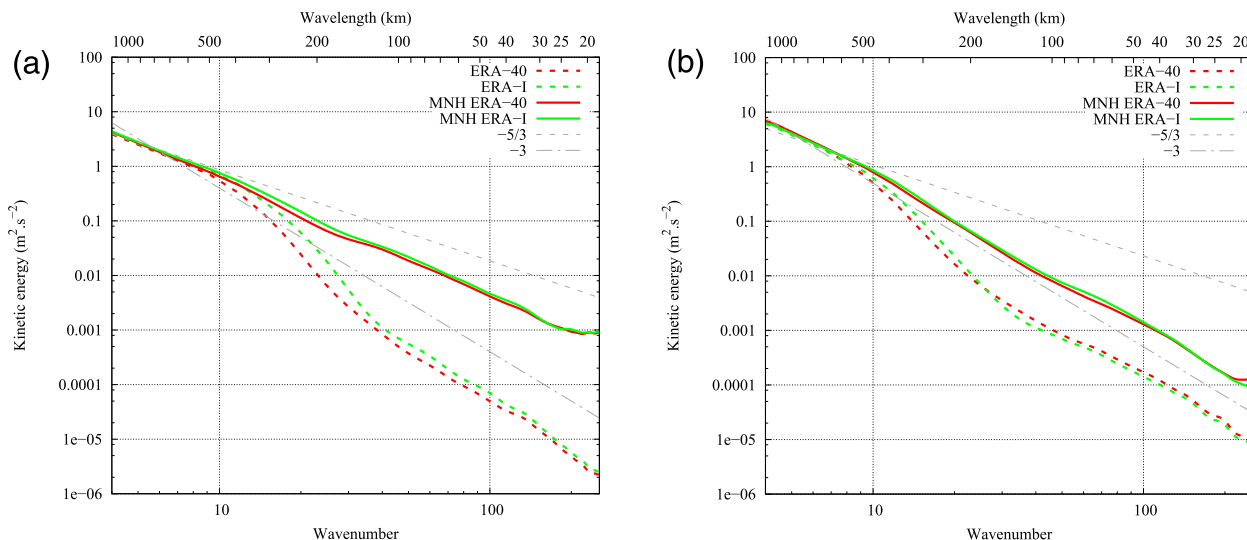 (a)
Wavelength (km)
1000 500 200 100 50 40 30 25 20
Kinetic energy (m².s⁻²)
100
10
1
0.1
0.01
0.001
0.0001
1e−05
1e−06
ERA−40
ERA−I
MNH ERA−40
MNH ERA−I
−5/3
−3
10 100
Wavenumber
(b)
Wavelength (km)
1000 500 200 100 50 40 30 25 20
Kinetic energy (m².s⁻²)
100
10
1
0.1
0.01
0.001
0.0001
1e−05
1e−06
ERA−40
ERA−I
MNH ERA−40
MNH ERA−I
−5/3
−3
10 100
Wavenumber